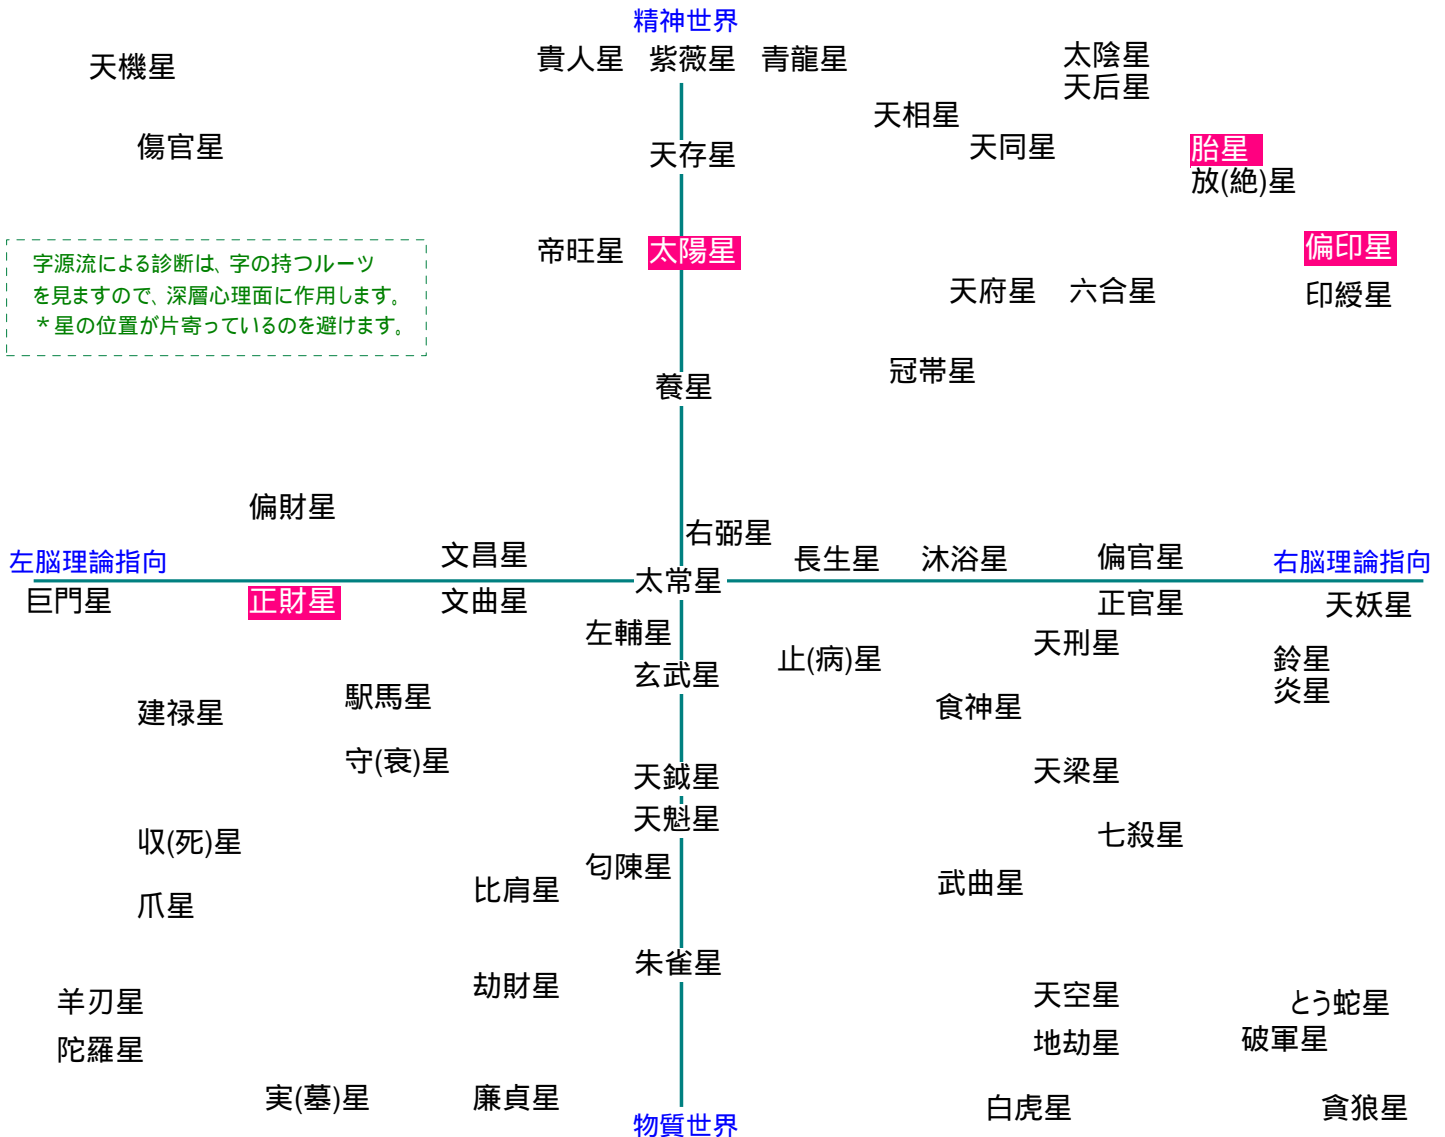 精神世界
天機星
貴人星 紫薇星 青龍星
太陰星
天后星
天相星
傷官星
天存星
天同星
胎星
放(絶)星
字源流による診断は、字の持つルーツ
を見ますので、深層心理面に作用します。
＊星の位置が片寄っているのを避けます。
帝旺星 太陽星
偏印星
天府星 六合星
印綬星
冠帯星
養星
偏財星
右弼星
文昌星
長生星 沐浴星 偏官星
左脳理論指向
右脳理論指向
太常星
巨門星
正財星
文曲星
正官星
天妖星
左輔星
天刑星
止(病)星
鈴星
炎星
玄武星
駅馬星
建禄星
食神星
守(衰)星
天鉞星
天梁星
天魁星
収(死)星
七殺星
匂陳星
比肩星
武曲星
爪星
朱雀星
劫財星
天空星
羊刃星
とう蛇星
陀羅星
地劫星
破軍星
実(墓)星
廉貞星
白虎星
貪狼星
物質世界